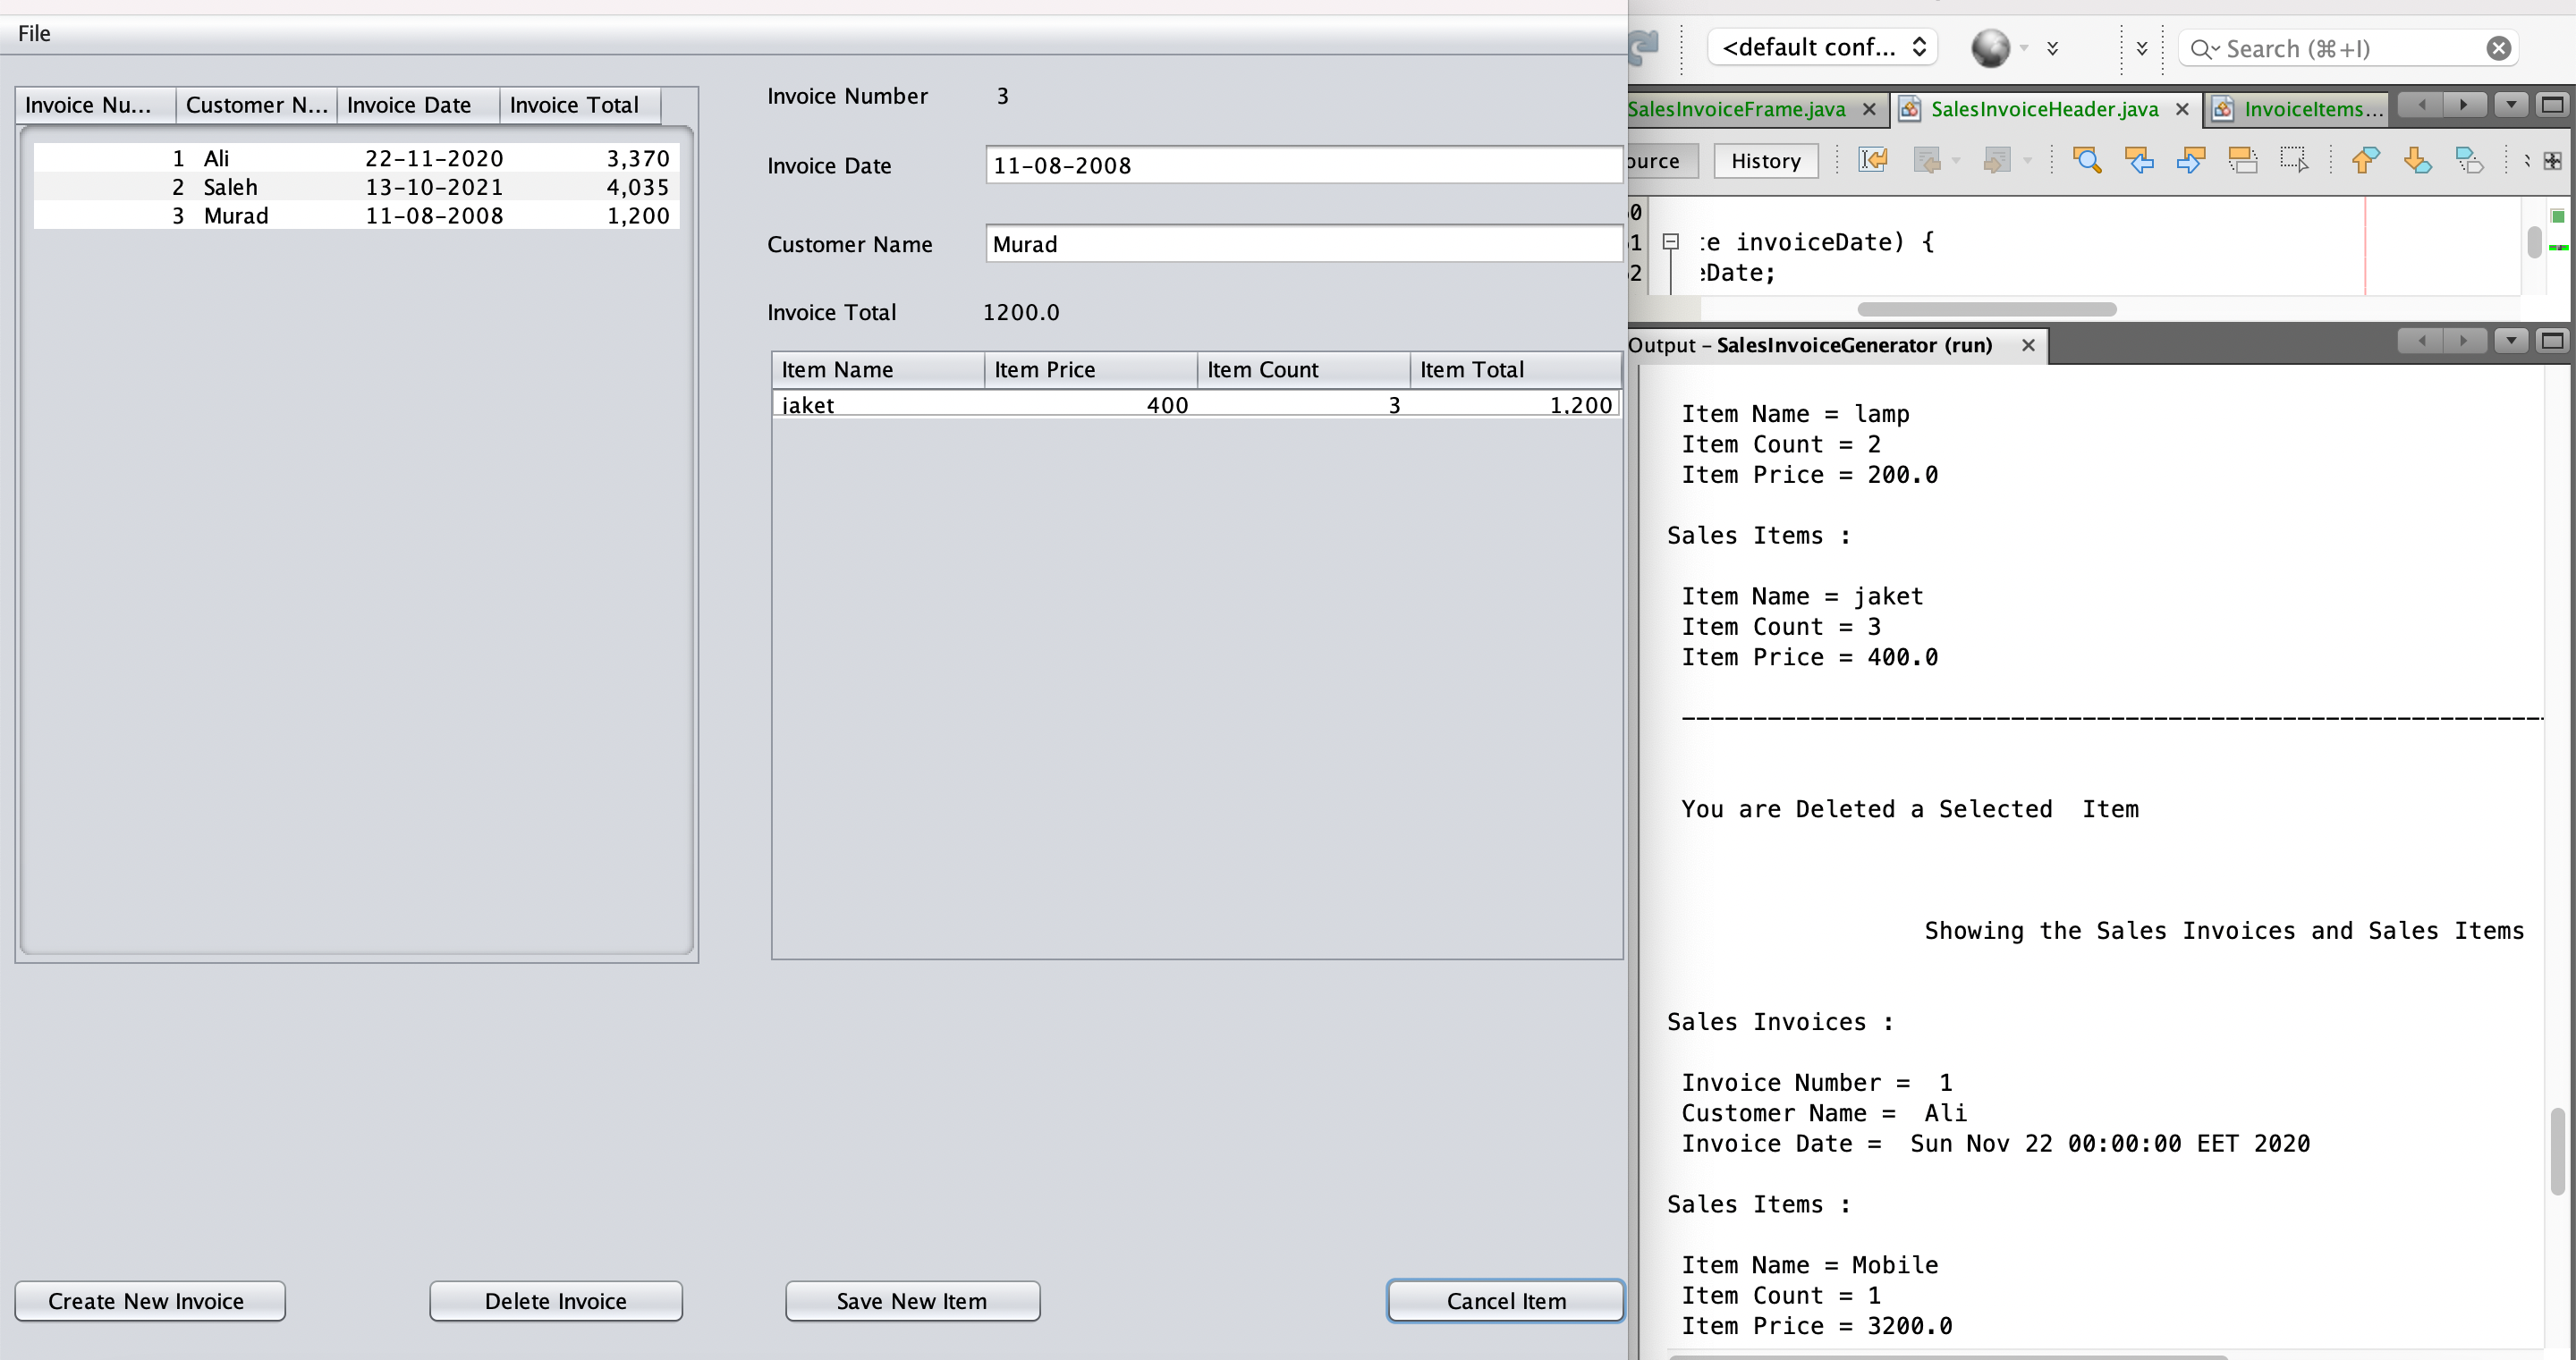 File
Invoice Nu... Customer N... Invoice Date Invoice Total
1 Ali 22-11-2020 3,370
2 Saleh 13-10-2021 4,035
3 Murad 11-08-2008 1,200
Invoice Number 3
Invoice Date 11-08-2008
Customer Name Murad
Invoice Total 1200.0
Item Name Item Price Item Count Item Total
jaket 400 3 1,200
Create New Invoice Delete Invoice Save New Item Cancel Item
<default conf... Search (⌘+I)
SalesInvoiceFrame.java SalesInvoiceHeader.java InvoiceItems...
ource History
0
1 te invoiceDate) {
2 eDate;
Output – SalesInvoiceGenerator (run)
Item Name = lamp
Item Count = 2
Item Price = 200.0
Sales Items :
Item Name = jaket
Item Count = 3
Item Price = 400.0
------------------------------------------------------------
You are Deleted a Selected  Item
Showing the Sales Invoices and Sales Items
Sales Invoices :
Invoice Number =  1
Customer Name =  Ali
Invoice Date =  Sun Nov 22 00:00:00 EET 2020
Sales Items :
Item Name = Mobile
Item Count = 1
Item Price = 3200.0